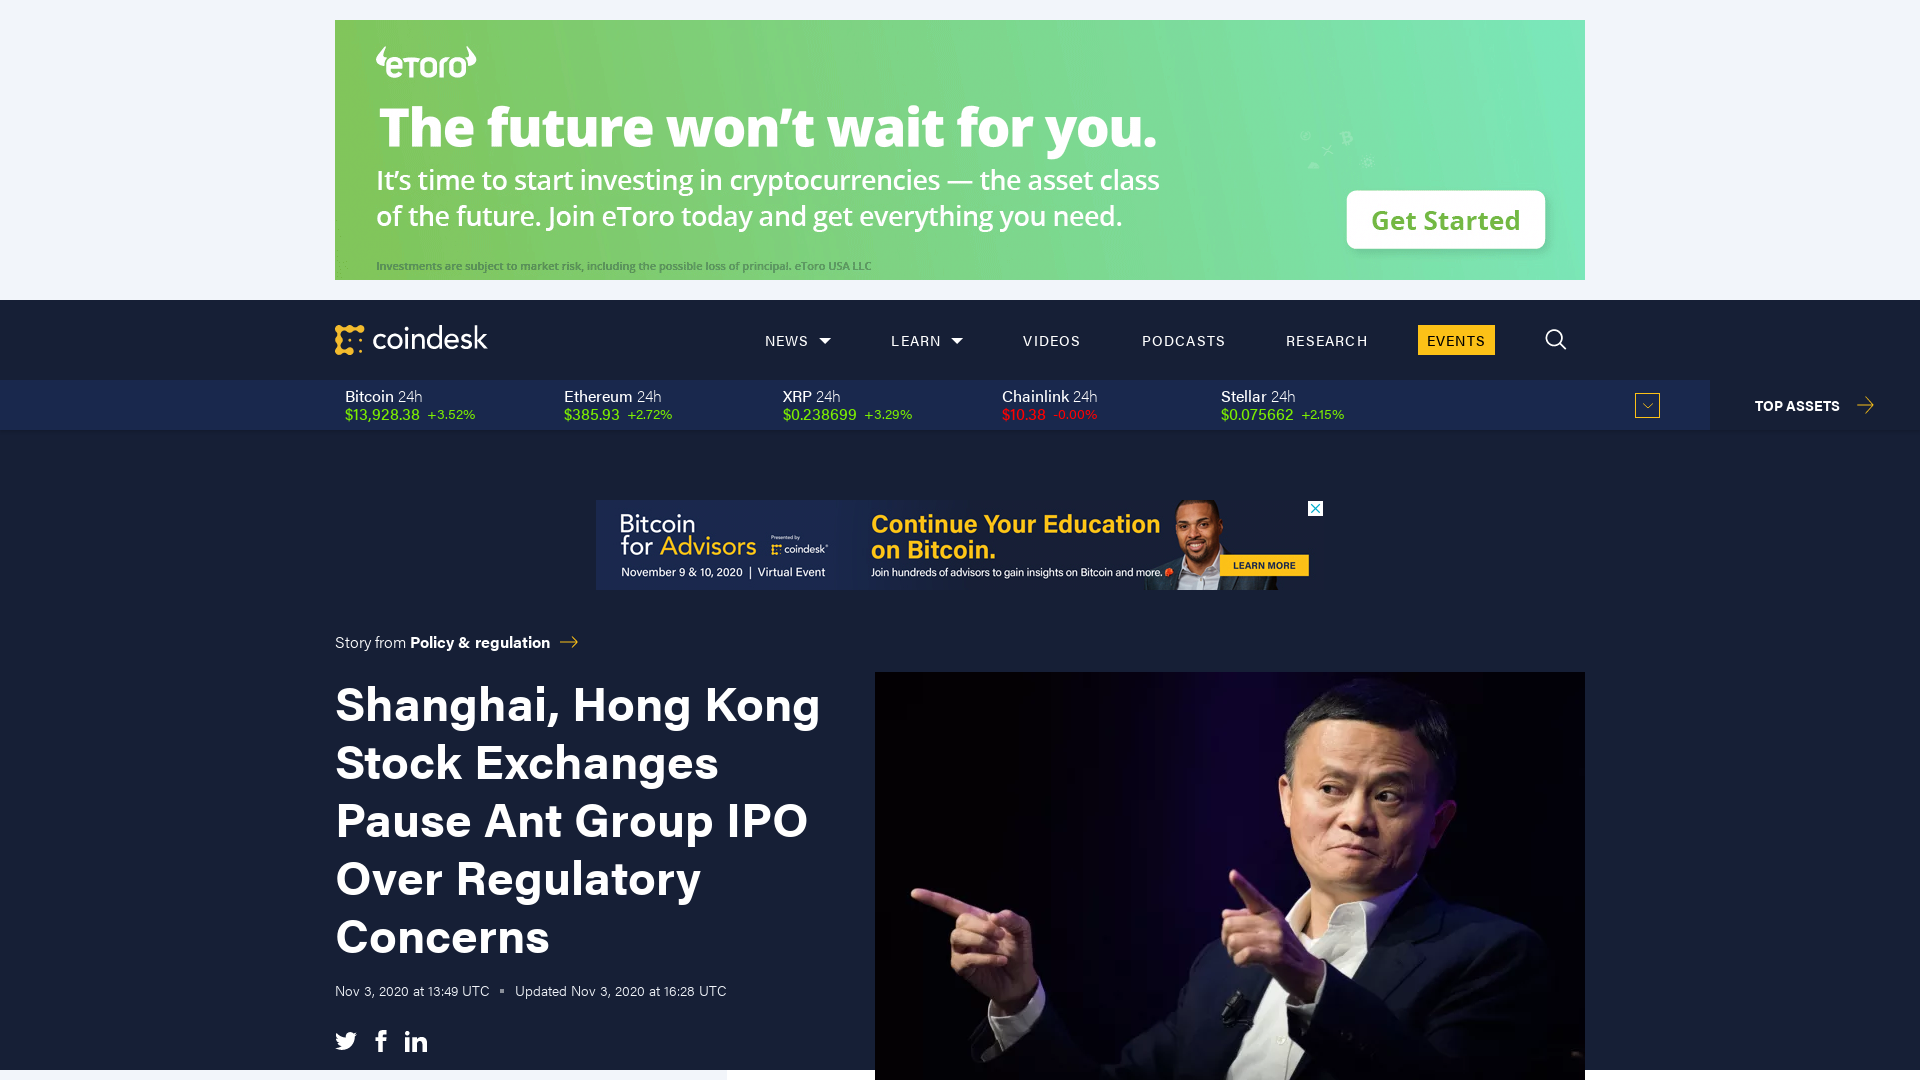 eToro
The future won't wait for you.
It's time to start investing in cryptocurrencies — the asset class
of the future. Join eToro today and get everything you need.
Get Started
Investments are subject to market risk, including the possible loss of principal. eToro USA LLC
coindesk
NEWS
LEARN
VIDEOS
PODCASTS
RESEARCH
EVENTS
Bitcoin 24h
$13,928.38 +3.52%
Ethereum 24h
$385.93 +2.72%
XRP 24h
$0.238699 +3.29%
Chainlink 24h
$10.38 -0.00%
Stellar 24h
$0.075662 +2.15%
TOP ASSETS
Bitcoin
for Advisors
Presented by
coindesk
November 9 & 10, 2020 | Virtual Event
Continue Your Education
on Bitcoin.
Join hundreds of advisors to gain insights on Bitcoin and more.
LEARN MORE
Story from Policy & regulation
Shanghai, Hong Kong
Stock Exchanges
Pause Ant Group IPO
Over Regulatory
Concerns
Nov 3, 2020 at 13:49 UTC ▪ Updated Nov 3, 2020 at 16:28 UTC